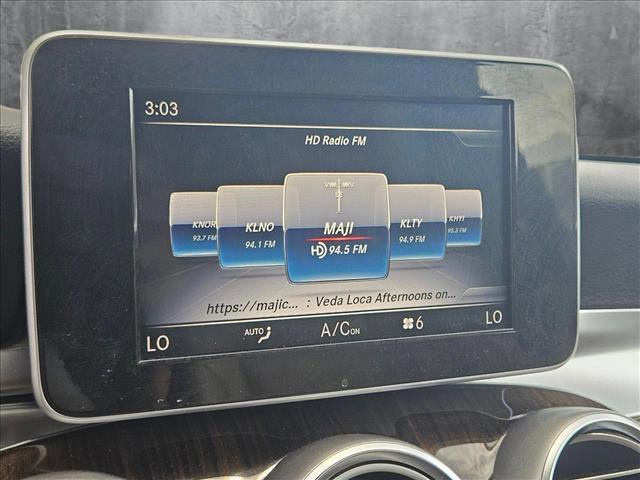 3:03
HD Radio FM
KNOR
93.7 FM
KLNO
94.1 FM
MAJI
HD 94.5 FM
KLTY
94.9 FM
KHYI
95.3 FM
https://majic... : Veda Loca Afternoons on...
LO
AUTO
A/C ON
6
LO